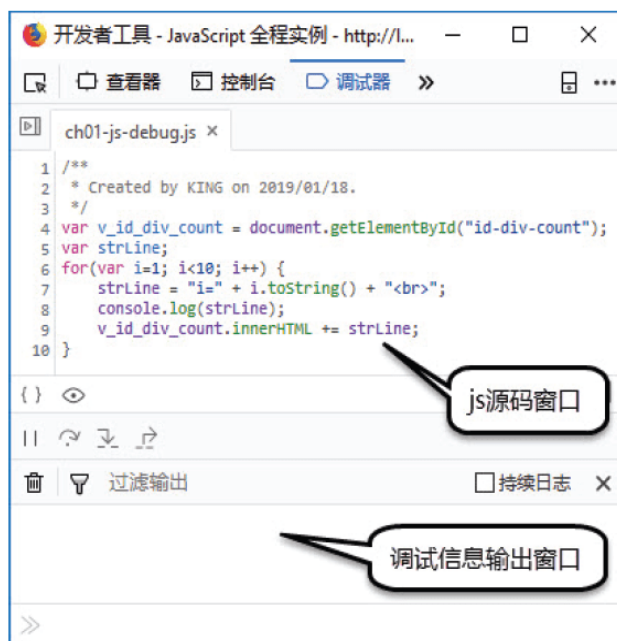 开发者工具 - JavaScript 全程实例 - http://l...
查看器 控制台 调试器
ch01-js-debug.js ×
1 /**
2  * Created by KING on 2019/01/18.
3  */
4 var v_id_div_count = document.getElementById("id-div-count");
5 var strLine;
6 for(var i=1; i<10; i++) {
7     strLine = "i=" + i.toString() + "<br>";
8     console.log(strLine);
9     v_id_div_count.innerHTML += strLine;
10 }
js源码窗口
过滤输出 持续日志
调试信息输出窗口